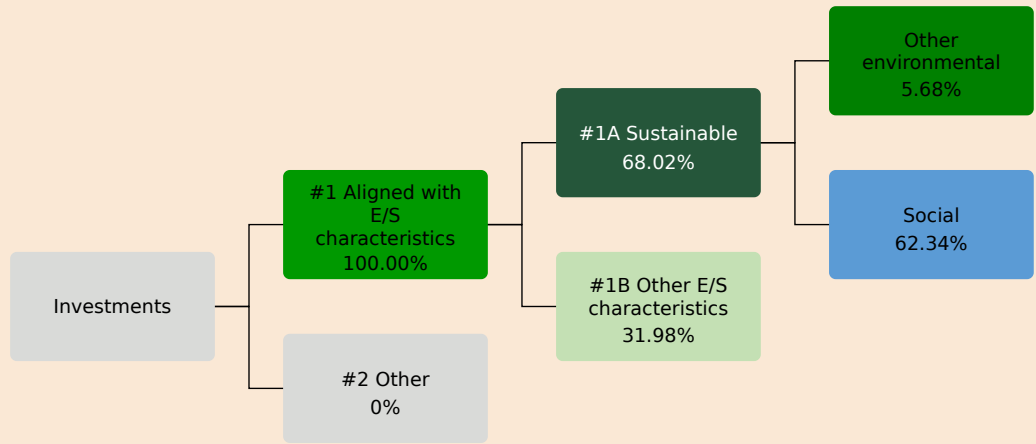 Investments
#1 Aligned with
E/S
characteristics
100.00%
#2 Other
0%
#1A Sustainable
68.02%
#1B Other E/S
characteristics
31.98%
Other
environmental
5.68%
Social
62.34%